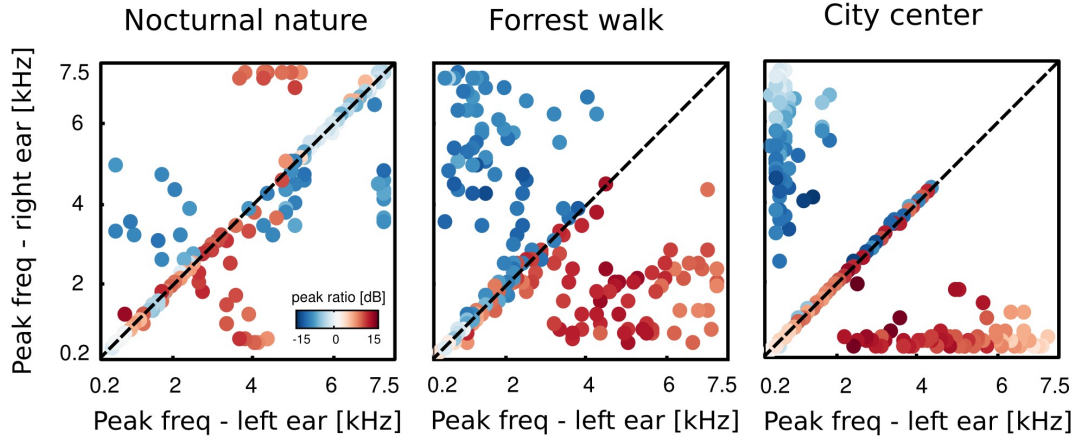 Nocturnal nature
Forrest walk
City center
Peak freq - right ear [kHz]
7.5
6
4
2
0.2
peak ratio [dB]
-15 0 15
0.2 2 4 6 7.5
0.2 2 4 6 7.5
0.2 2 4 6 7.5
Peak freq - left ear [kHz]
Peak freq - left ear [kHz]
Peak freq - left ear [kHz]